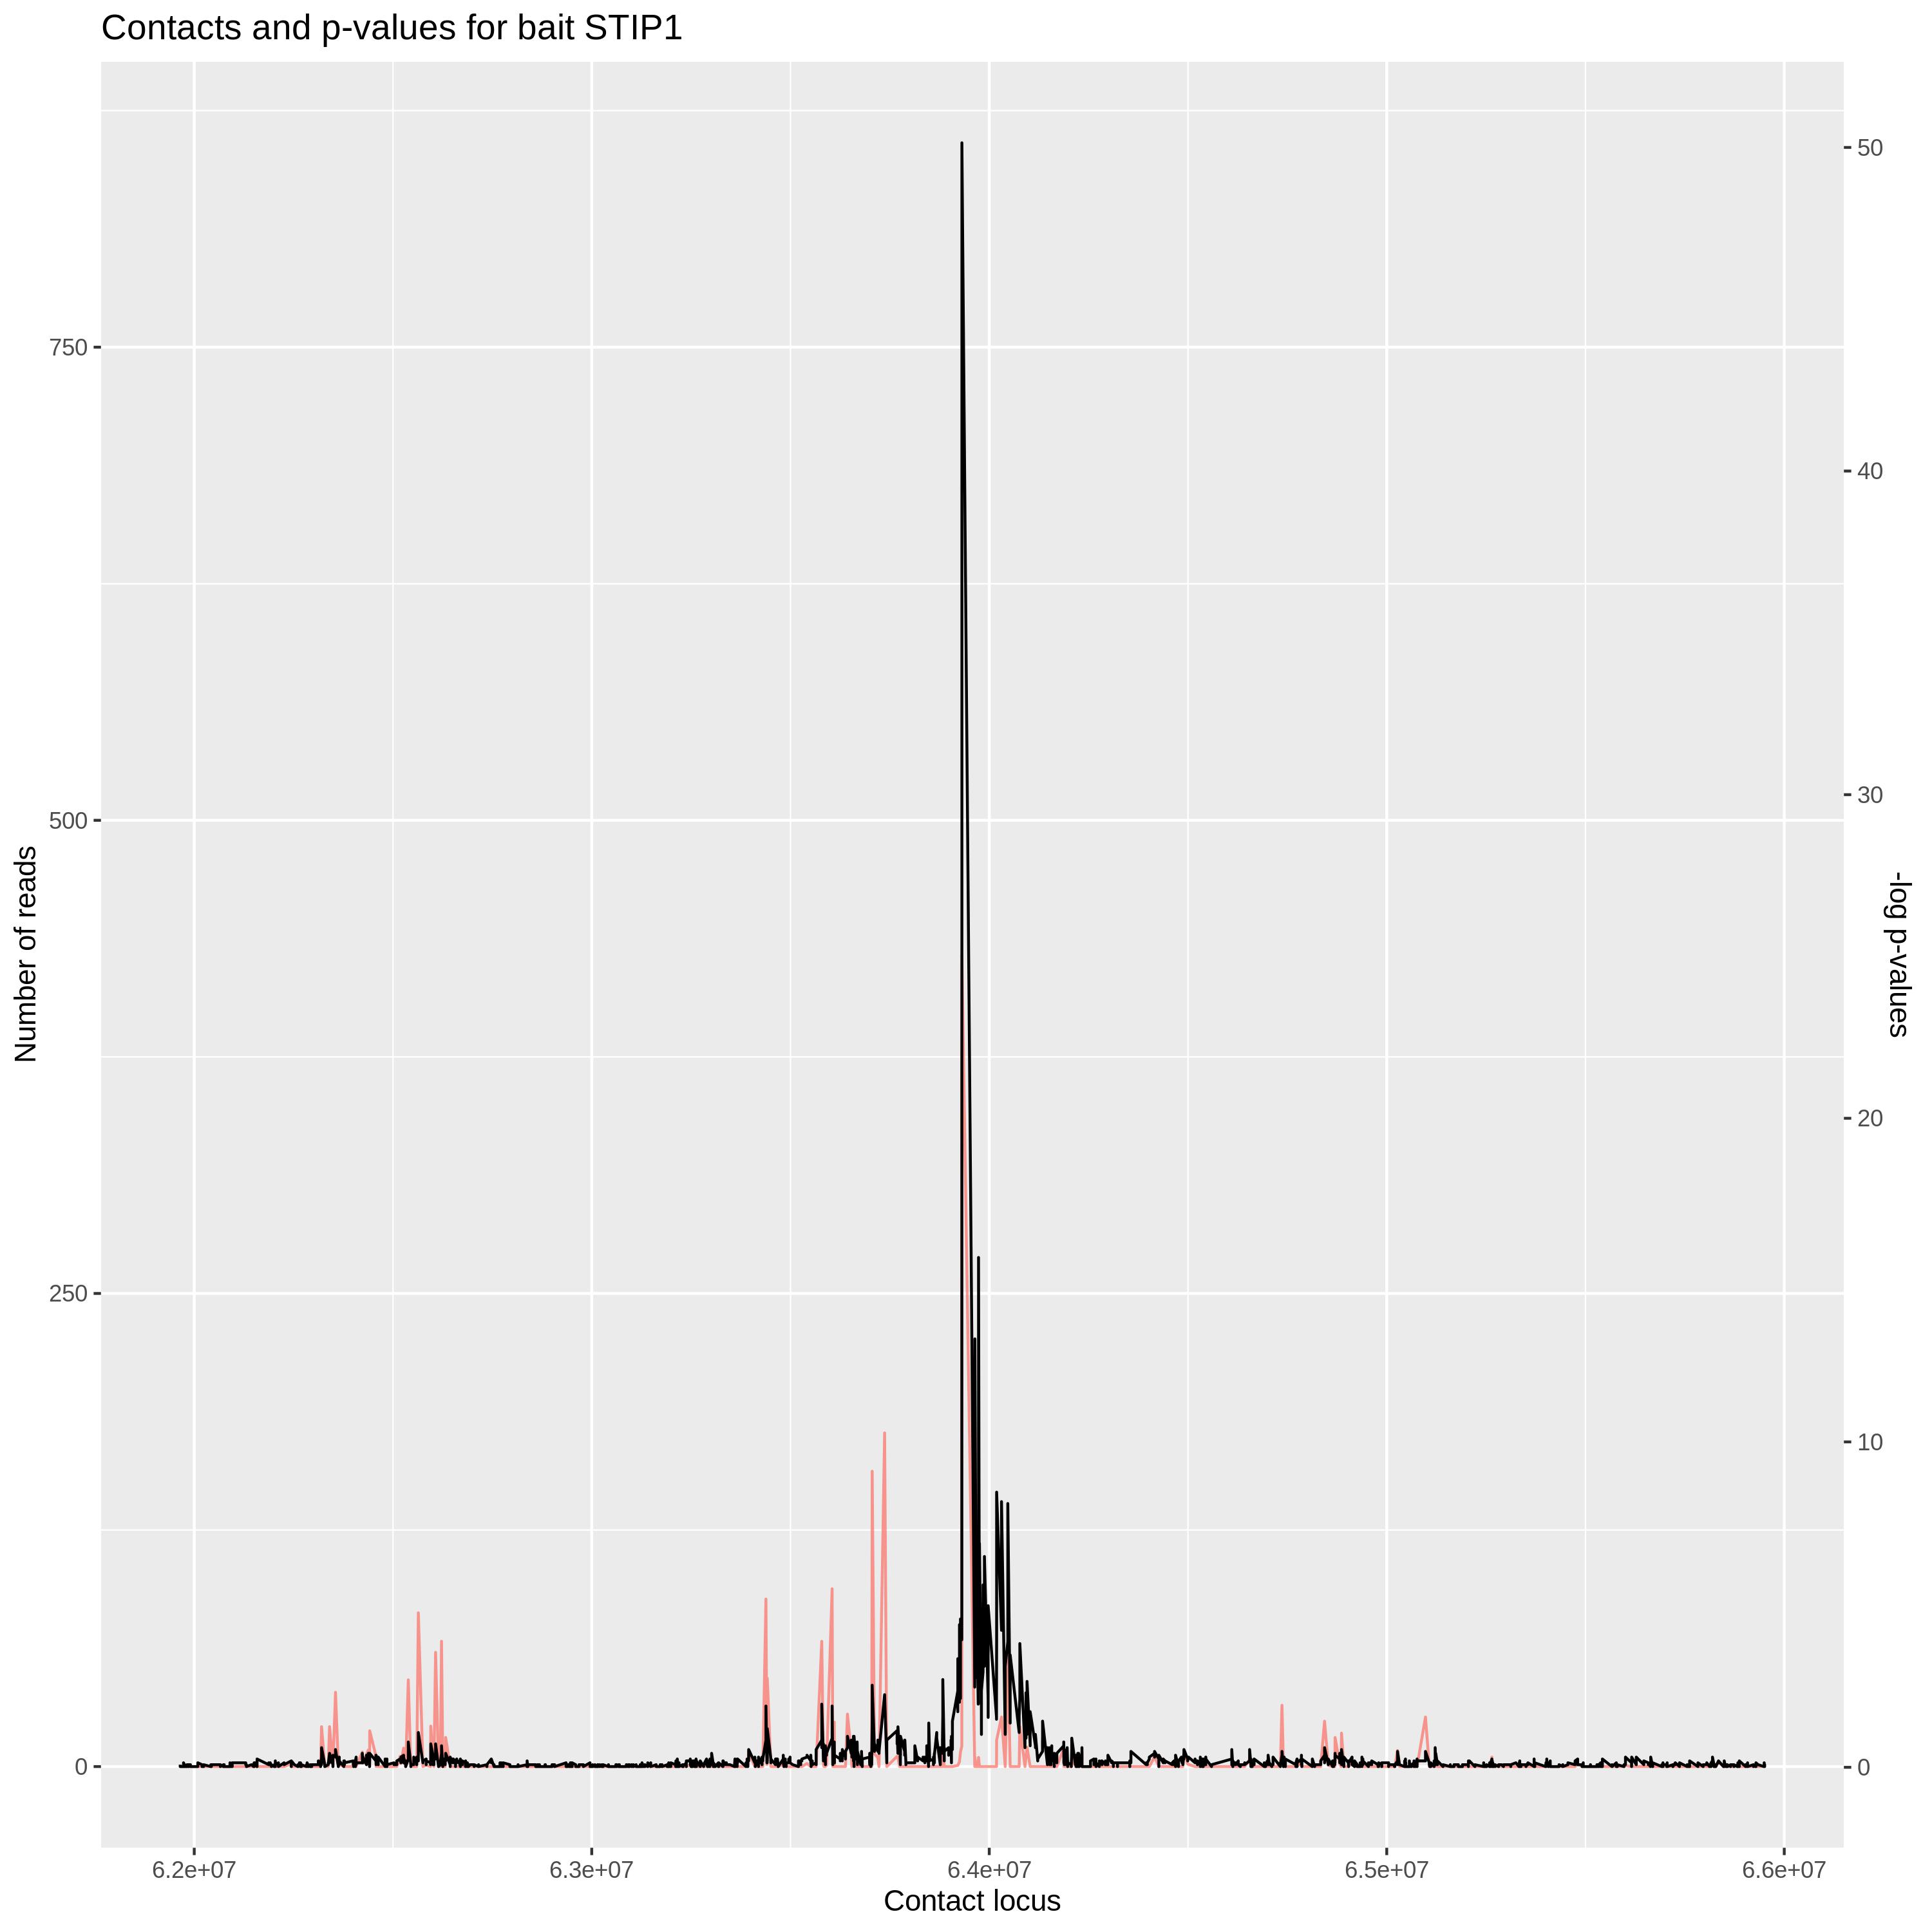 Contacts and p-values for bait STIP1
Number of reads
750
500
250
0
50
40
30
20
10
0
-log p-values
6.2e+07
6.3e+07
6.4e+07
6.5e+07
6.6e+07
Contact locus